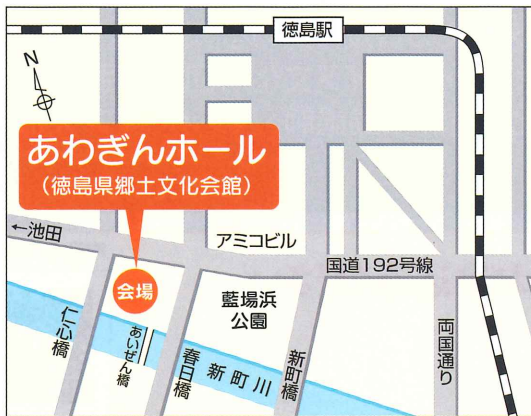 徳島駅
N
あわぎんホール
(徳島県郷土文化会館)
←池田
アミコビル
国道192号線
会場
藍場浜
公園
仁心橋
あいぜん橋
春日橋
新町川
新町橋
両国通り